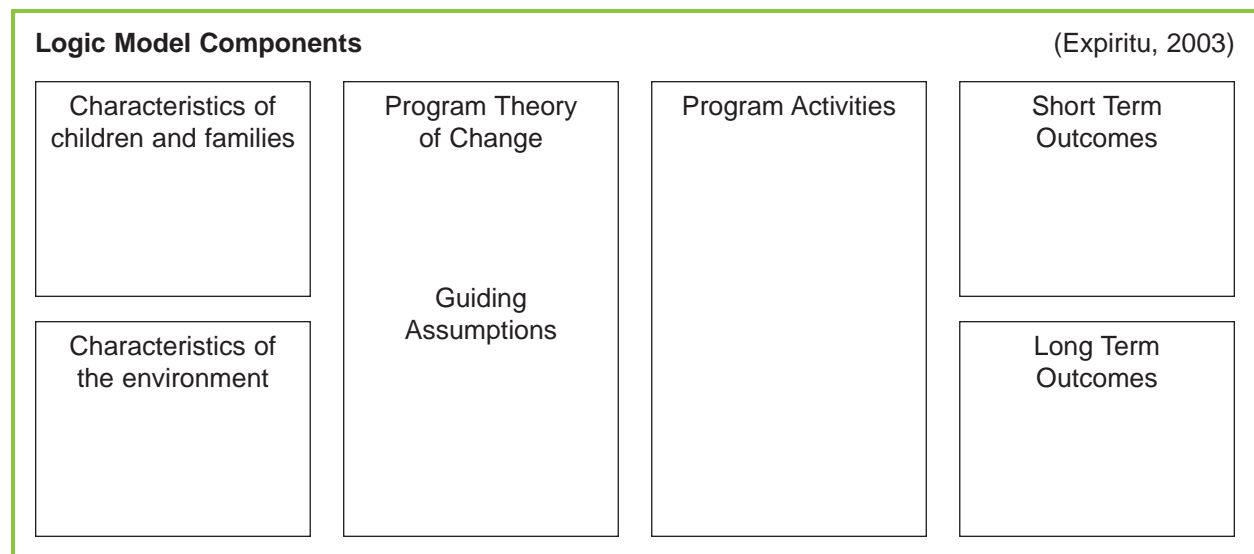 Logic Model Components
(Expiritu, 2003)
Characteristics of
children and families
Characteristics of
the environment
Program Theory
of Change
Guiding
Assumptions
Program Activities
Short Term
Outcomes
Long Term
Outcomes